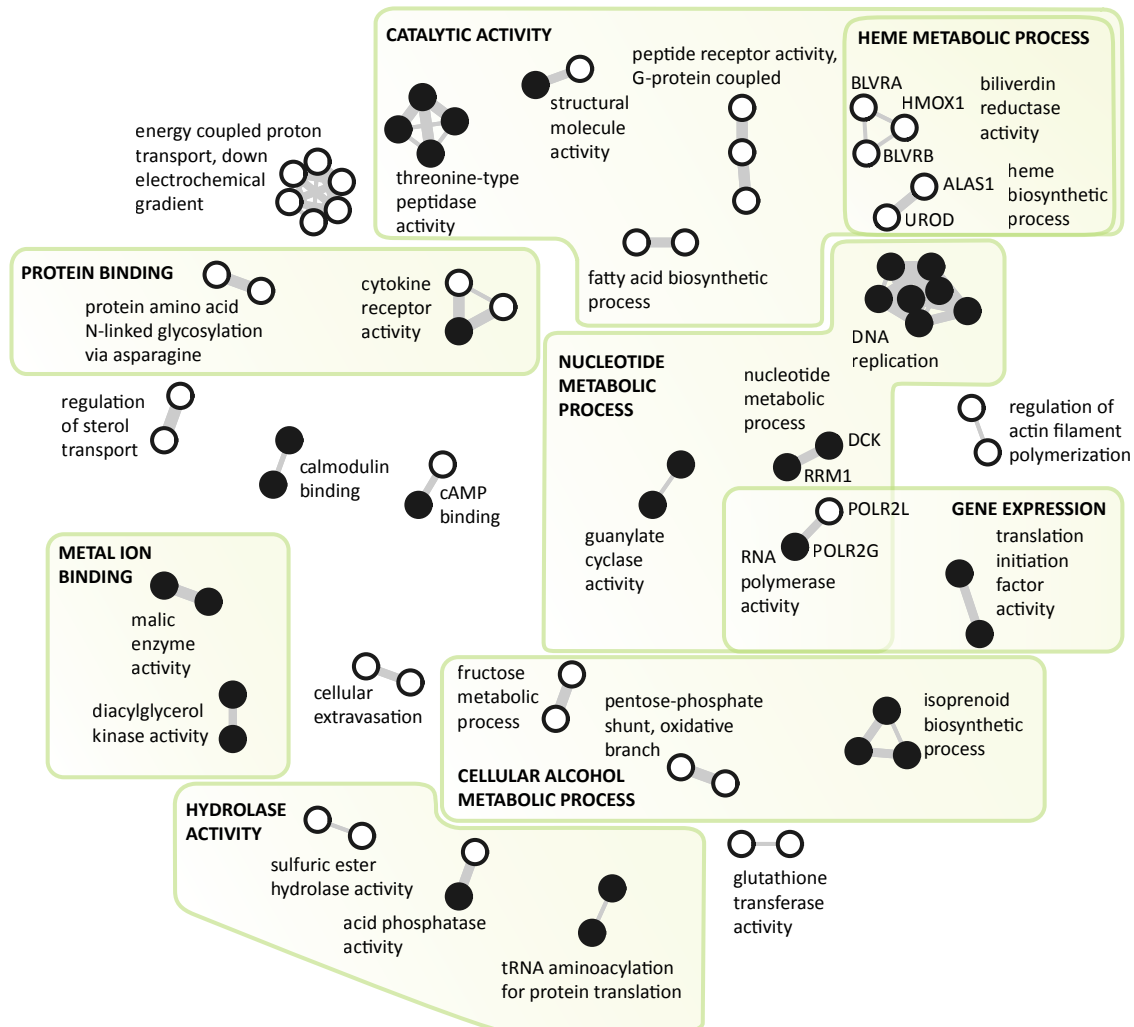 CATALYTIC ACTIVITY
HEME METABOLIC PROCESS
peptide receptor activity,
G-protein coupled
structural
molecule
activity
threonine-type
peptidase
activity
BLVRA
HMOX1
BLVRB
biliverdin
reductase
activity
ALAS1
UROD
heme
biosynthetic
process
energy coupled proton
transport, down
electrochemical
gradient
fatty acid biosynthetic
process
PROTEIN BINDING
protein amino acid
N-linked glycosylation
via asparagine
cytokine
receptor
activity
DNA
replication
NUCLEOTIDE
METABOLIC
PROCESS
nucleotide
metabolic
process
DCK
RRM1
regulation of
actin filament
polymerization
regulation
of sterol
transport
calmodulin
binding
cAMP
binding
guanylate
cyclase
activity
POLR2L
POLR2G
RNA
polymerase
activity
GENE EXPRESSION
translation
initiation
factor
activity
METAL ION
BINDING
malic
enzyme
activity
diacylglycerol
kinase activity
cellular
extravasation
fructose
metabolic
process
pentose-phosphate
shunt, oxidative
branch
isoprenoid
biosynthetic
process
CELLULAR ALCOHOL
METABOLIC PROCESS
HYDROLASE
ACTIVITY
sulfuric ester
hydrolase activity
acid phosphatase
activity
tRNA aminoacylation
for protein translation
glutathione
transferase
activity